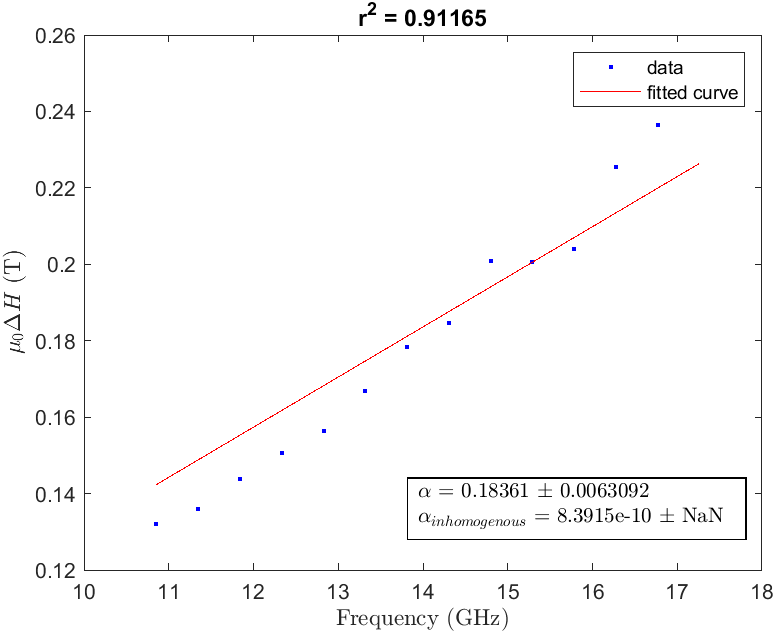 r² = 0.91165
0.26
0.24
0.22
0.2
0.18
0.16
0.14
0.12
μ₀ΔH (T)
data
fitted curve
α = 0.18361 ± 0.0063092
α_inhomogenous = 8.3915e-10 ± NaN
10 11 12 13 14 15 16 17 18
Frequency (GHz)